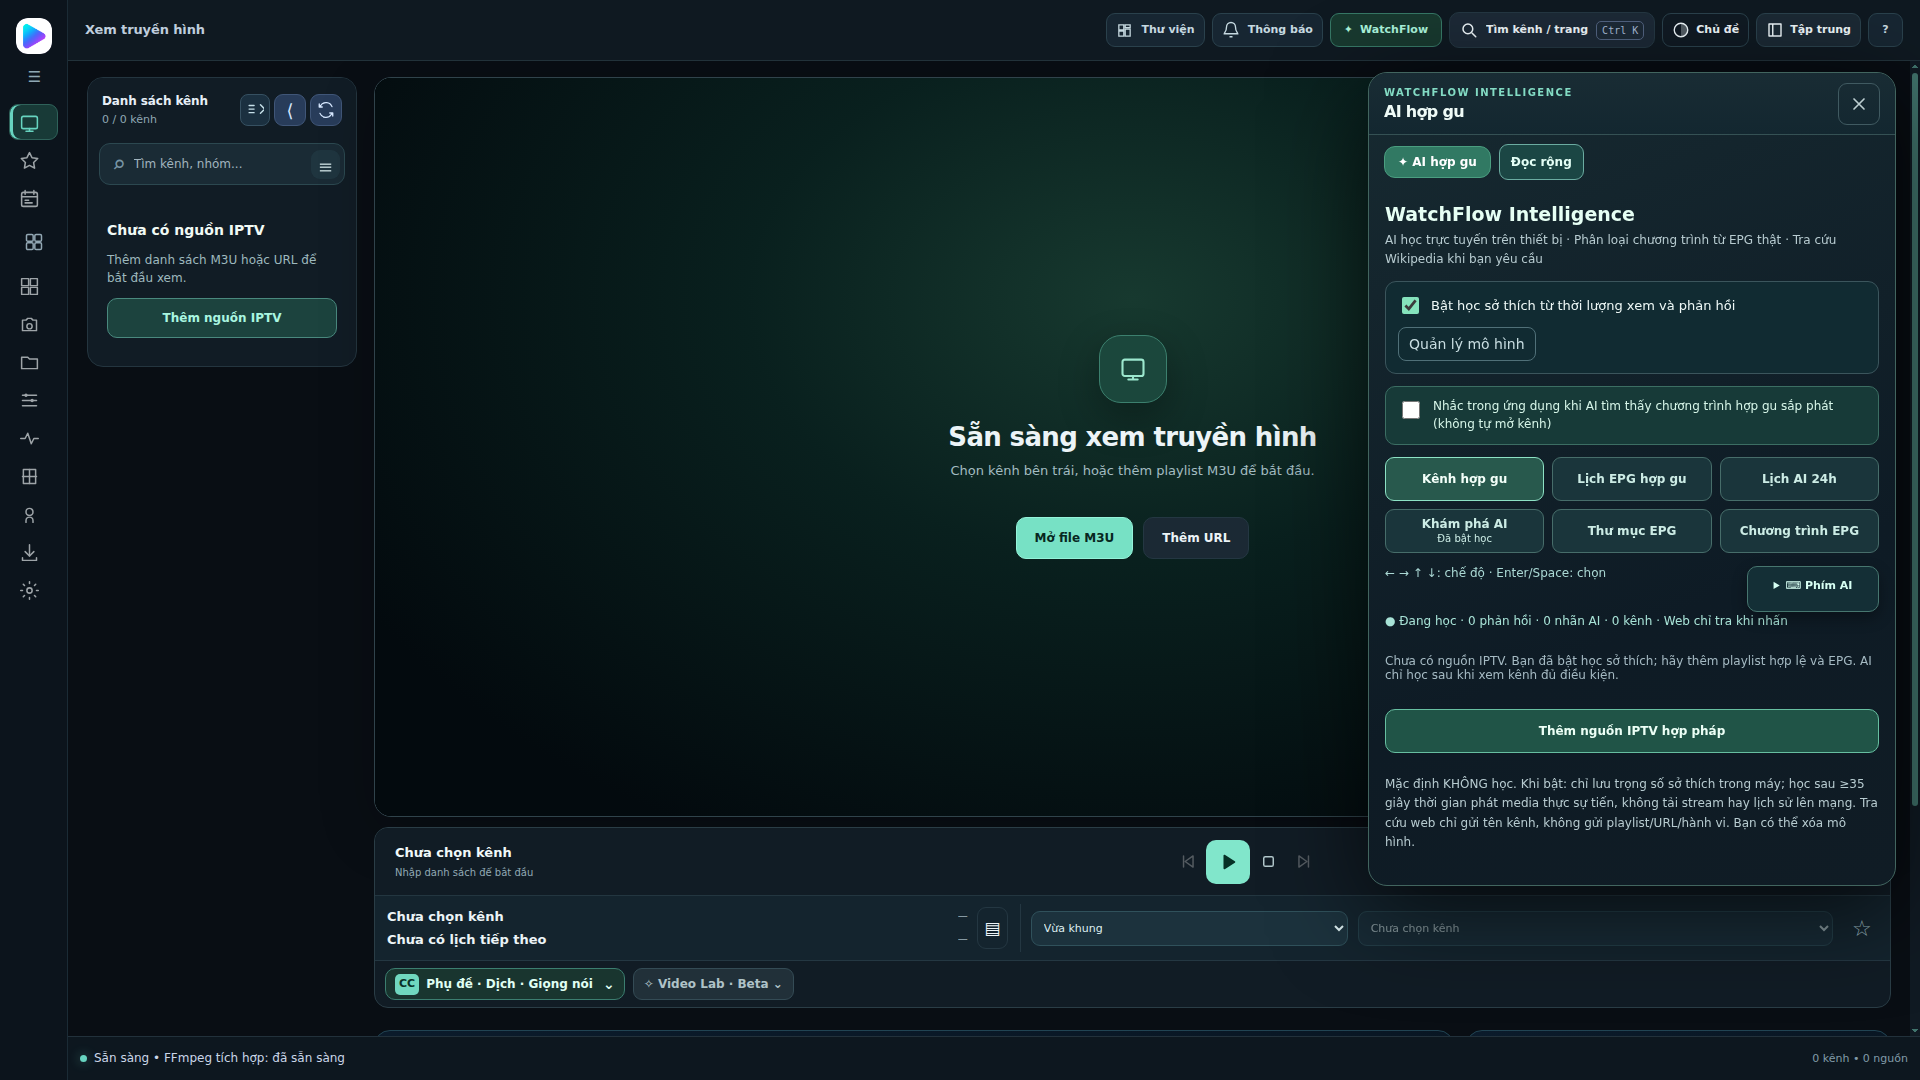 Xem truyền hình
Thư viện
Thông báo
✦ WatchFlow
Tìm kênh / trang Ctrl K
Chủ đề
Tập trung
?
Danh sách kênh
0 / 0 kênh
Tìm kênh, nhóm...
Chưa có nguồn IPTV
Thêm danh sách M3U hoặc URL để
bắt đầu xem.
Thêm nguồn IPTV
Sẵn sàng xem truyền hình
Chọn kênh bên trái, hoặc thêm playlist M3U để bắt đầu.
Mở file M3U
Thêm URL
WATCHFLOW INTELLIGENCE
AI hợp gu
✦ AI hợp gu
Đọc rộng
WatchFlow Intelligence
AI học trực tuyến trên thiết bị · Phân loại chương trình từ EPG thật · Tra cứu
Wikipedia khi bạn yêu cầu
Bật học sở thích từ thời lượng xem và phản hồi
Quản lý mô hình
Nhắc trong ứng dụng khi AI tìm thấy chương trình hợp gu sắp phát
(không tự mở kênh)
Kênh hợp gu
Lịch EPG hợp gu
Lịch AI 24h
Khám phá AI
Đã bật học
Thư mục EPG
Chương trình EPG
← → ↑ ↓: chế độ · Enter/Space: chọn
▶ ⌨ Phím AI
● Đang học · 0 phản hồi · 0 nhãn AI · 0 kênh · Web chỉ tra khi nhấn
Chưa có nguồn IPTV. Bạn đã bật học sở thích; hãy thêm playlist hợp lệ và EPG. AI
chỉ học sau khi xem kênh đủ điều kiện.
Thêm nguồn IPTV hợp pháp
Mặc định KHÔNG học. Khi bật: chỉ lưu trọng số sở thích trong máy; học sau ≥35
giây thời gian phát media thực sự tiến, không tải stream hay lịch sử lên mạng. Tra
cứu web chỉ gửi tên kênh, không gửi playlist/URL/hành vi. Bạn có thể xóa mô
hình.
Chưa chọn kênh
Nhập danh sách để bắt đầu
Chưa chọn kênh —
Chưa có lịch tiếp theo —
Vừa khung
Chưa chọn kênh
CC Phụ đề · Dịch · Giọng nói
✧ Video Lab · Beta
Sẵn sàng • FFmpeg tích hợp: đã sẵn sàng
0 kênh • 0 nguồn